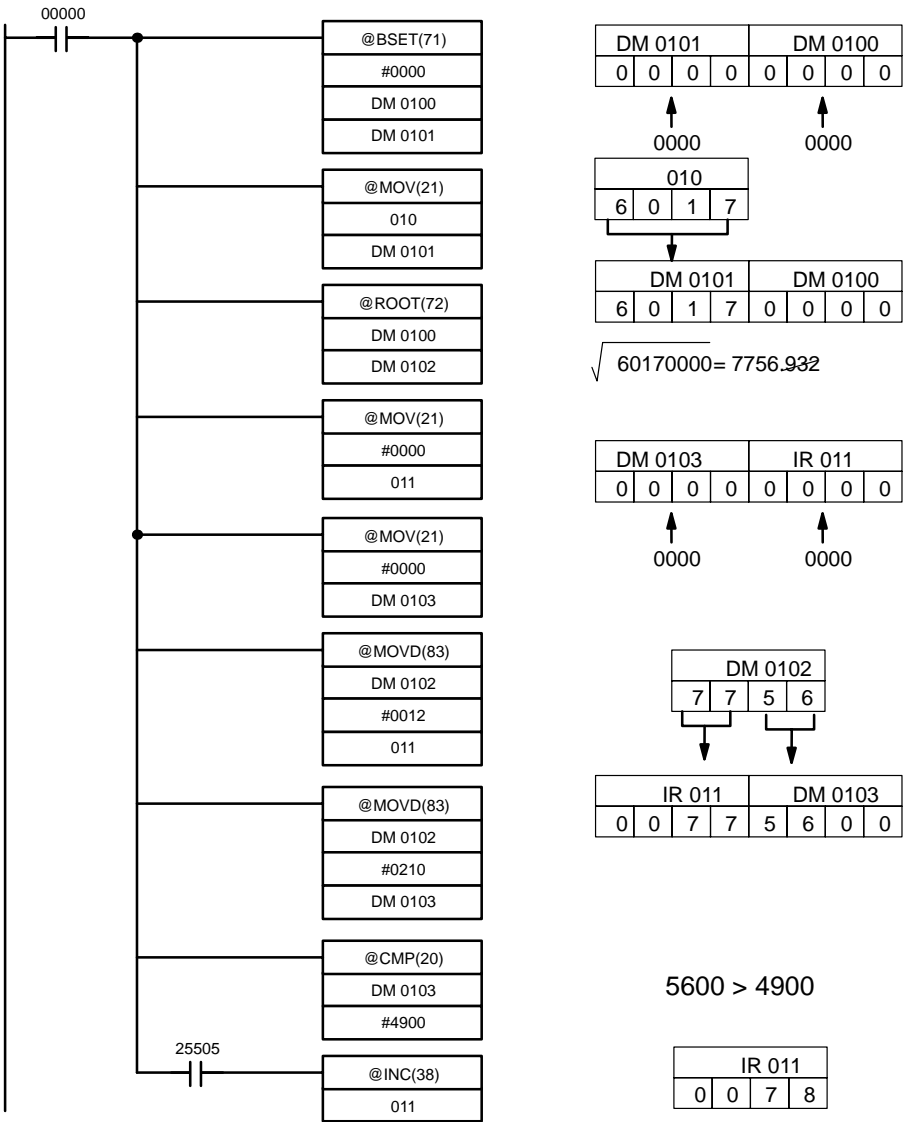 00000
@BSET(71)
#0000
DM 0100
DM 0101
DM 0101 DM 0100
0 0 0 0 0 0 0 0
0000 0000
@MOV(21)
010
DM 0101
010
6 0 1 7
DM 0101 DM 0100
6 0 1 7 0 0 0 0
@ROOT(72)
DM 0100
DM 0102
√60170000= 7756.932
@MOV(21)
#0000
011
DM 0103 IR 011
0 0 0 0 0 0 0 0
0000 0000
@MOV(21)
#0000
DM 0103
@MOVD(83)
DM 0102
#0012
011
DM 0102
7 7 5 6
IR 011 DM 0103
0 0 7 7 5 6 0 0
@MOVD(83)
DM 0102
#0210
DM 0103
@CMP(20)
DM 0103
#4900
5600 > 4900
25505
@INC(38)
011
IR 011
0 0 7 8